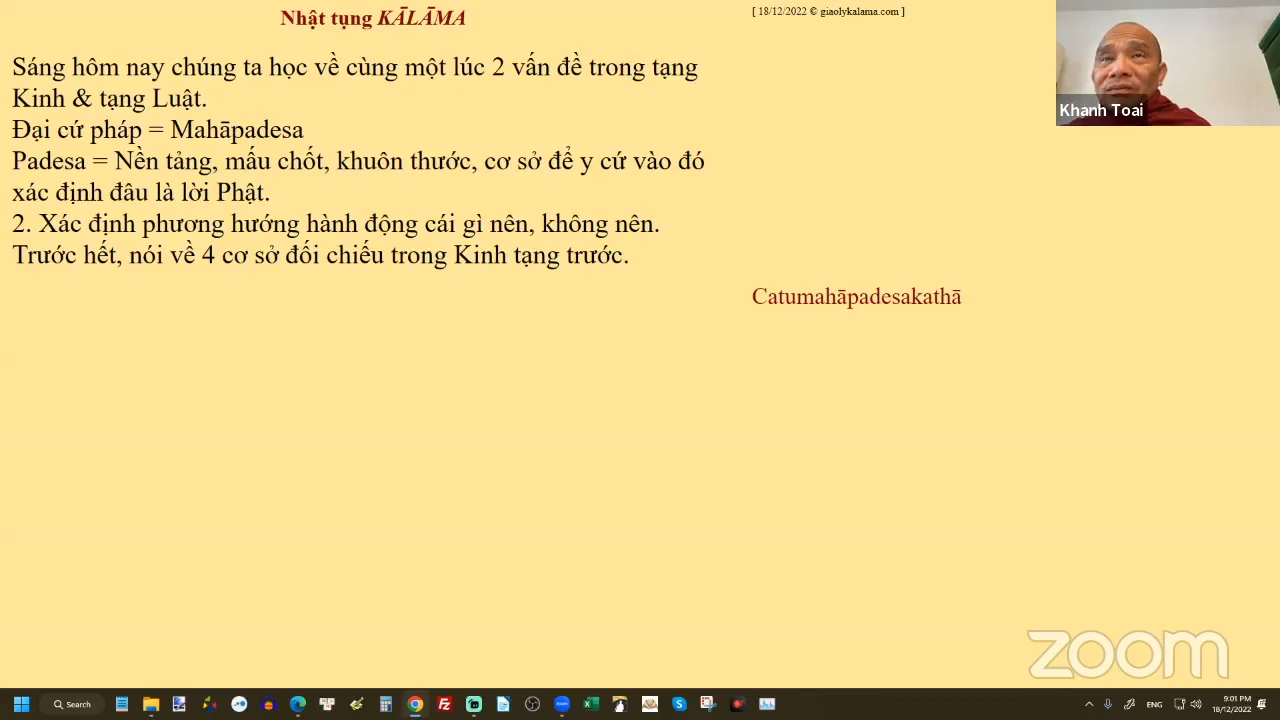 Nhật tụng KĀLĀMA
[ 18/12/2022 © giaolykalama.com ]
Sáng hôm nay chúng ta học về cùng một lúc 2 vấn đề trong tạng
Kinh & tạng Luật.
Đại cứ pháp = Mahāpadesa
Padesa = Nền tảng, mấu chốt, khuôn thước, cơ sở để y cứ vào đó
xác định đâu là lời Phật.
2. Xác định phương hướng hành động cái gì nên, không nên.
Trước hết, nói về 4 cơ sở đối chiếu trong Kinh tạng trước.
Catumahāpadesakathā
Khanh Toai
zoom
Search
ENG
9:01 PM
18/12/2022